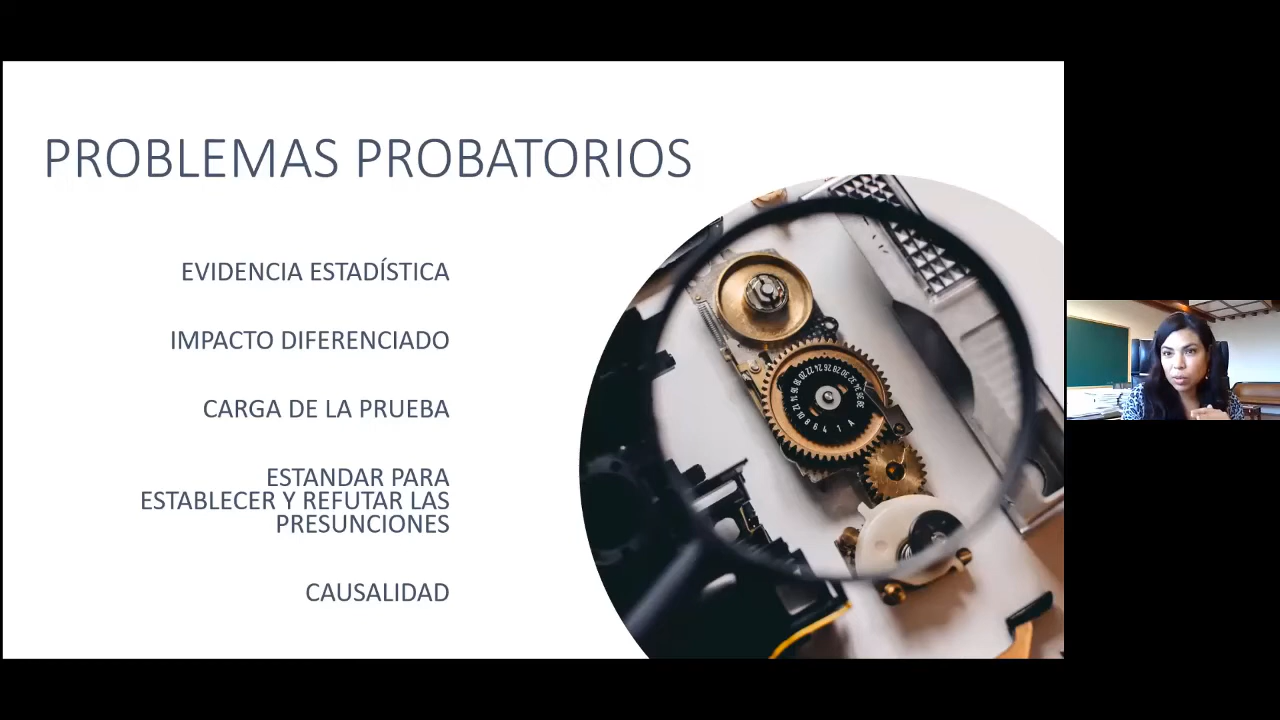 PROBLEMAS PROBATORIOS
EVIDENCIA ESTADÍSTICA
IMPACTO DIFERENCIADO
CARGA DE LA PRUEBA
ESTANDAR PARA
ESTABLECER Y REFUTAR LAS
PRESUNCIONES
CAUSALIDAD